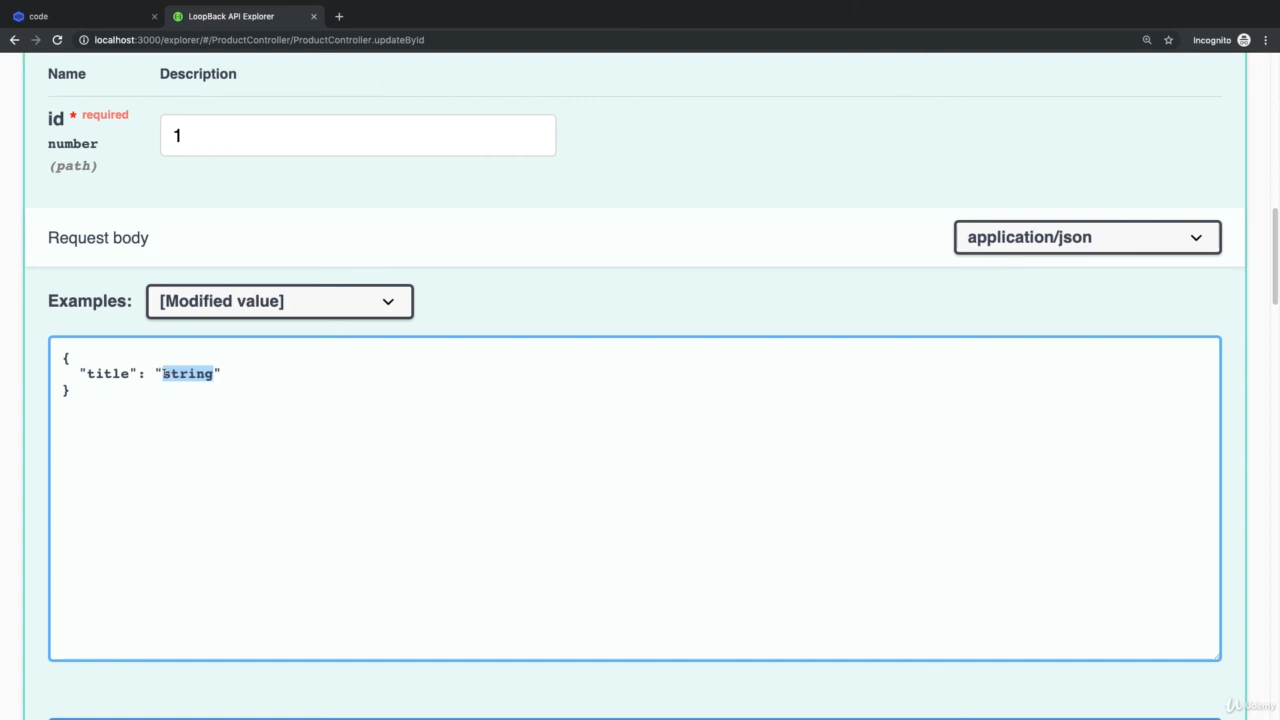 code
LoopBack API Explorer
localhost:3000/explorer/#/ProductController/ProductController.updateById
Incognito
Name Description
id * required
number
(path)
1
Request body
application/json
Examples: [Modified value]
{
"title": "string"
}
Udemy